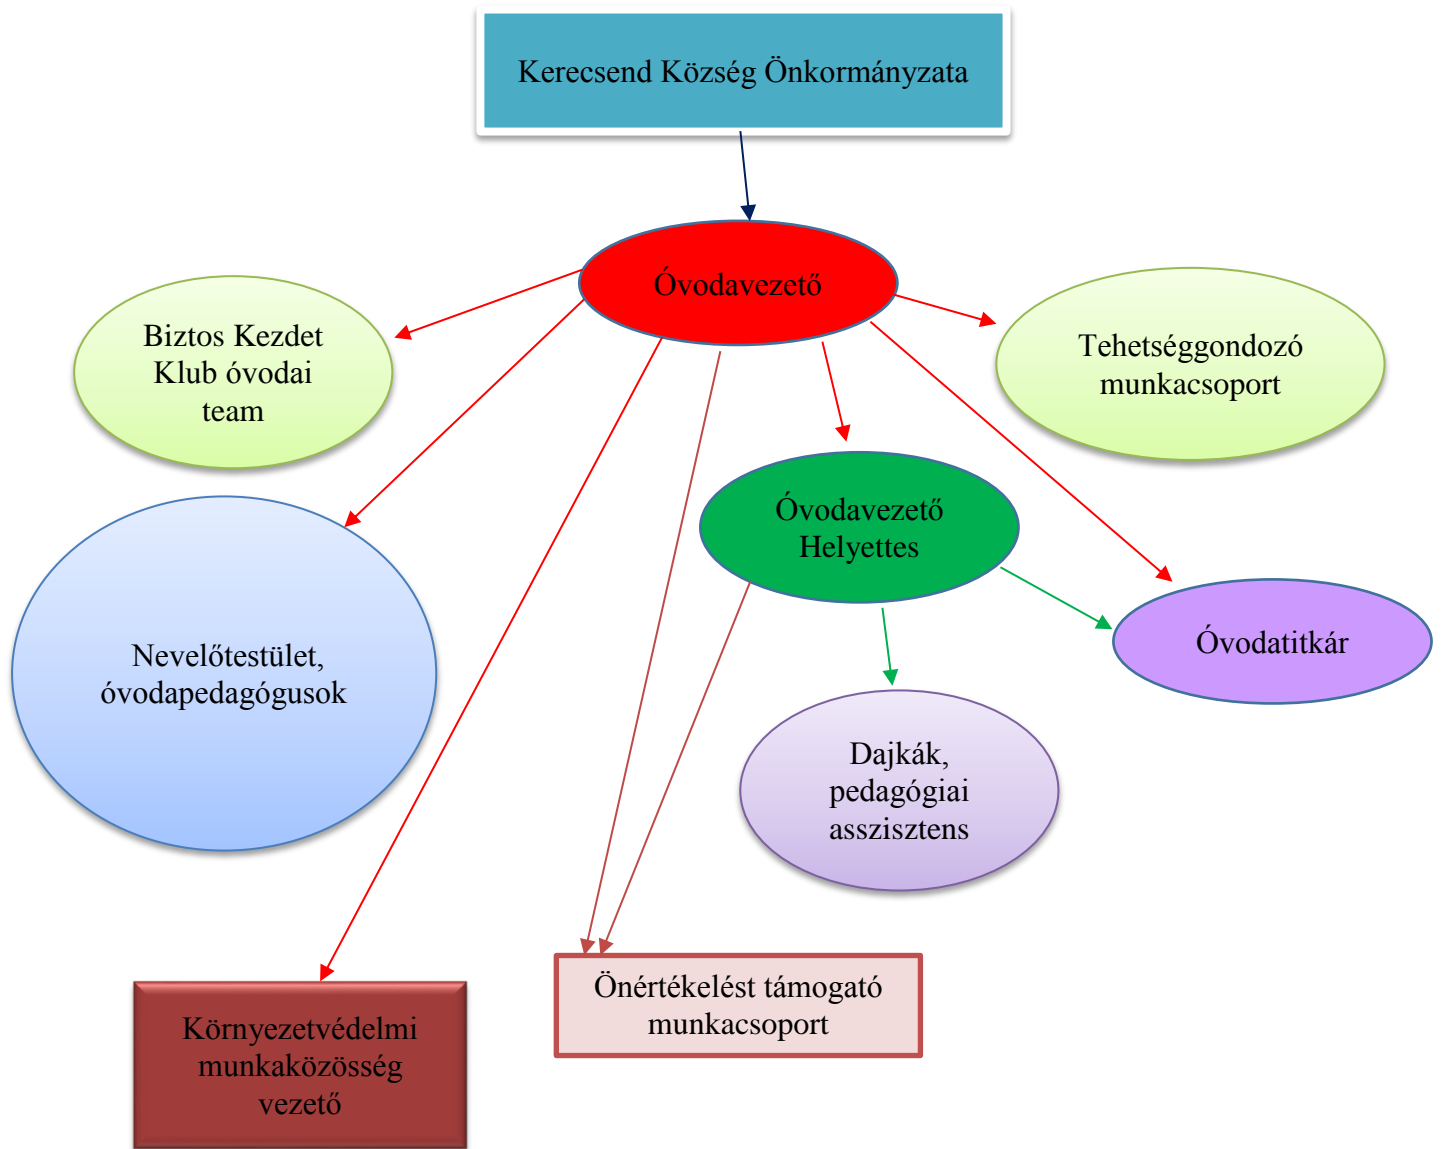 Kerecsend Község Önkormányzata
Óvodavezető
Biztos Kezdet
Klub óvodai
team
Tehetséggondozó
munkacsoport
Óvodavezető
Helyettes
Nevelőtestület,
óvodapedagógusok
Óvodatitkár
Dajkák,
pedagógiai
asszisztens
Önértékelést támogató
munkacsoport
Környezetvédelmi
munkaközösség
vezető